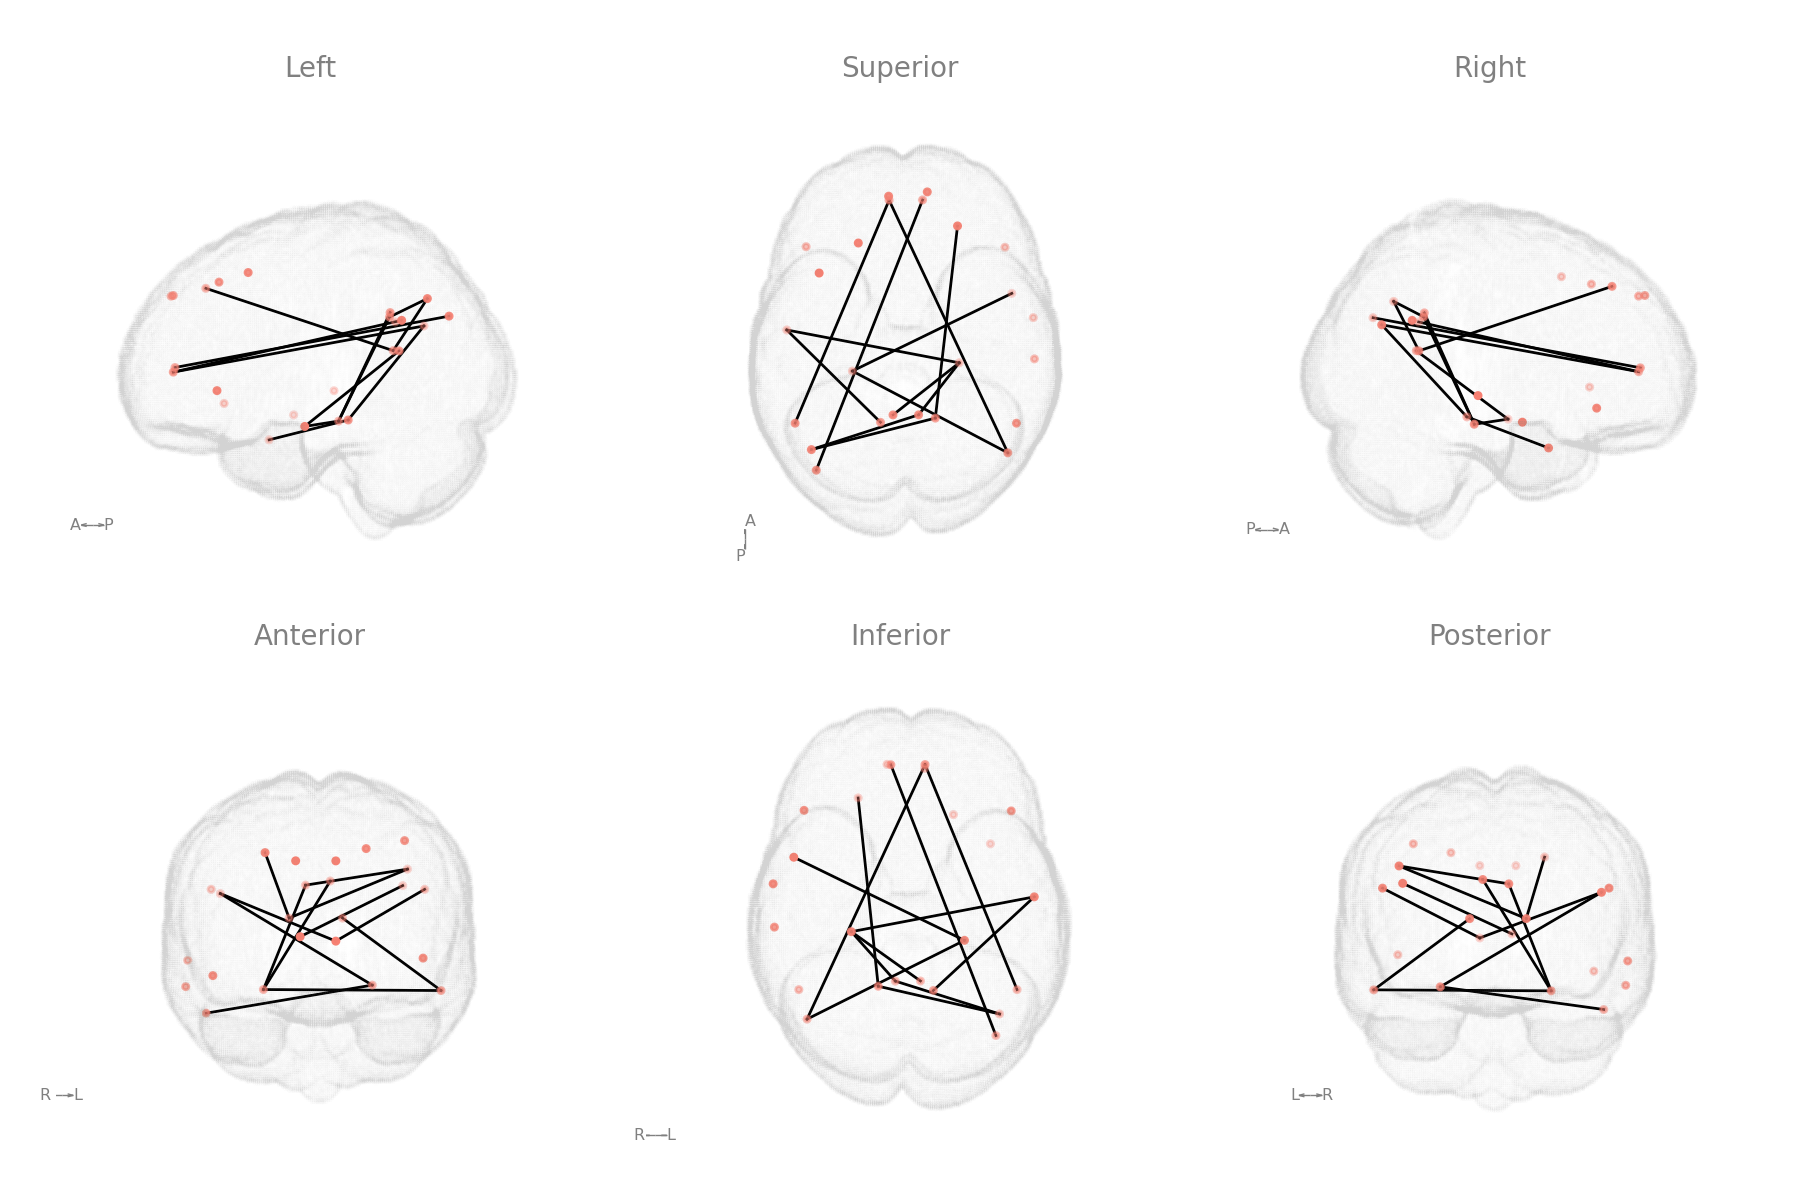 Left
Superior
Right
A
P
A P
P A
Anterior
Inferior
Posterior
R L
L R
R L